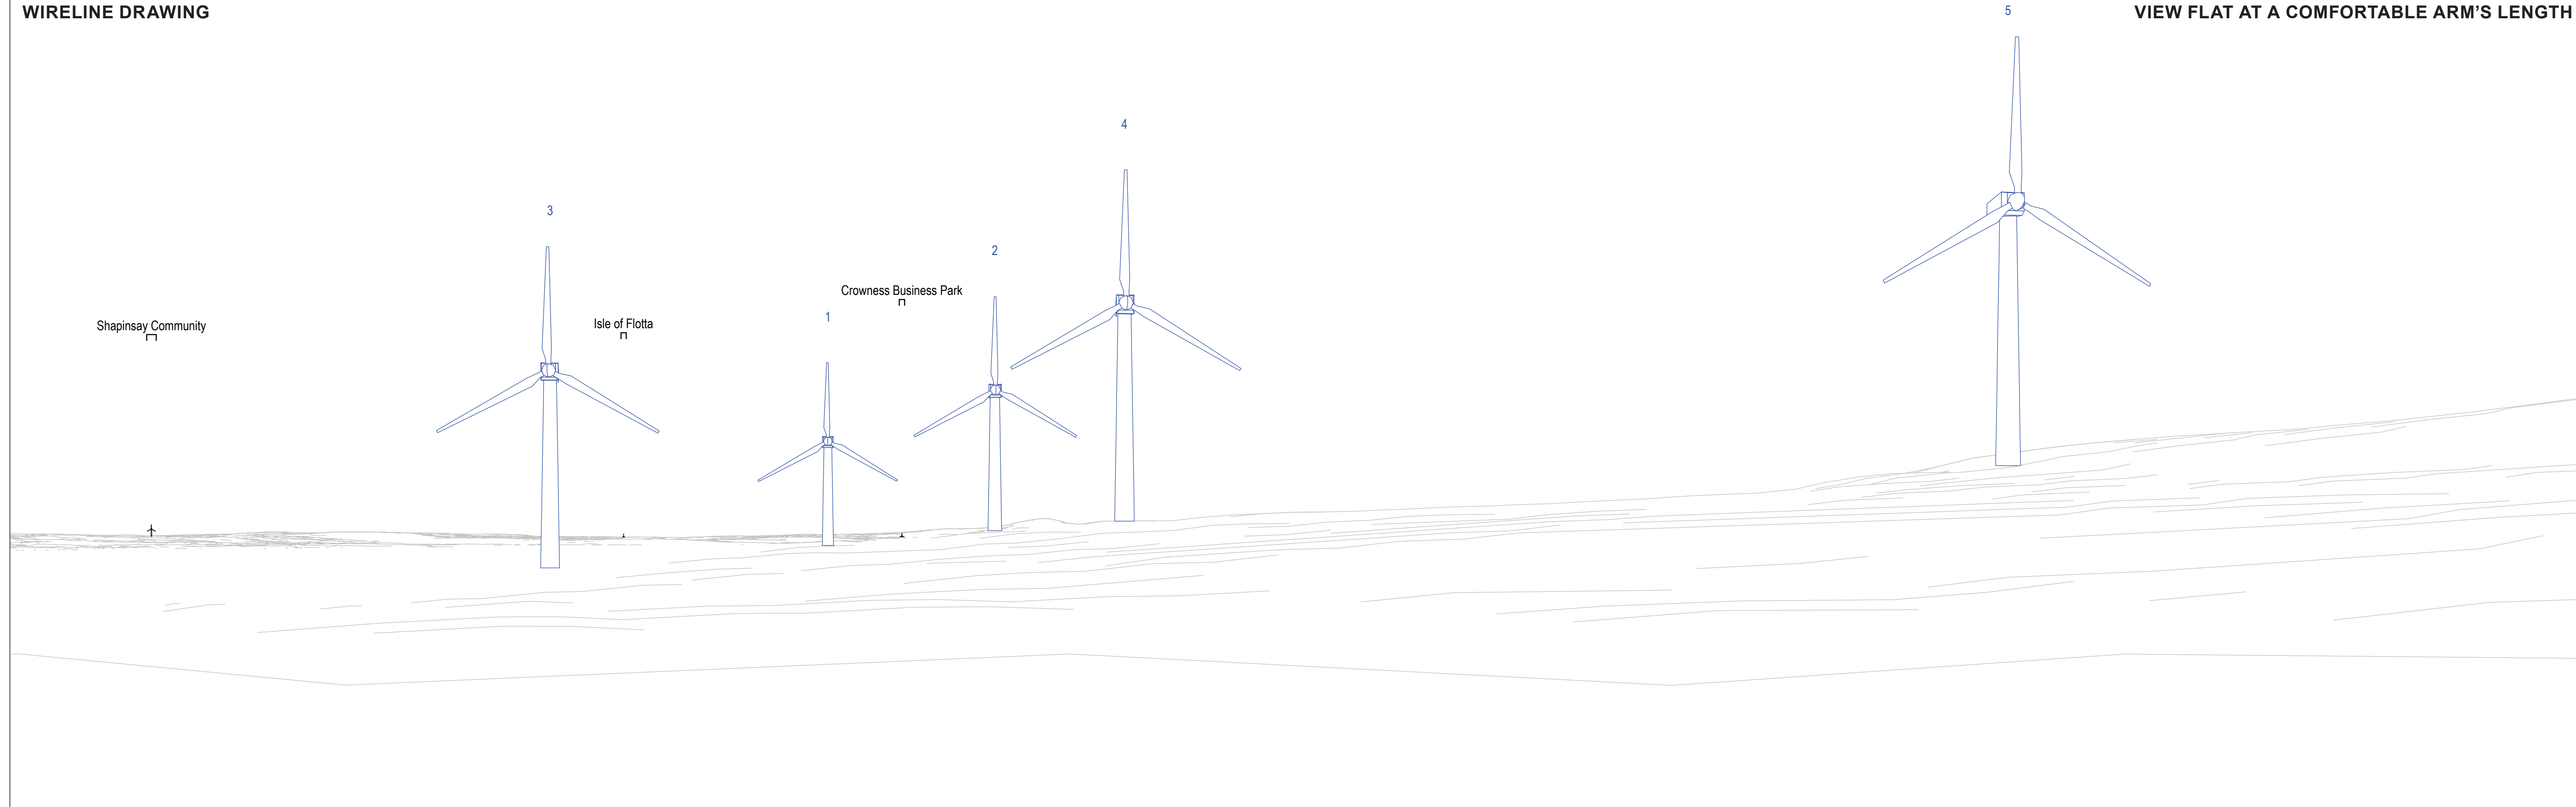 WIRELINE DRAWING
VIEW FLAT AT A COMFORTABLE ARM'S LENGTH
5
4
3
2
Crowness Business Park
1
Isle of Flotta
Shapinsay Community